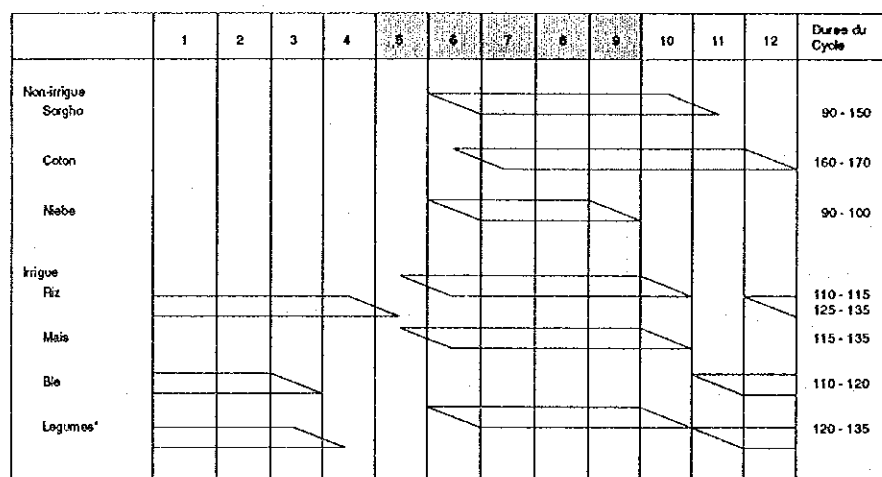 1 2 3 4 5 6 7 8 9 10 11 12 Dures du
Cycle
Non-irrigue
Sorgho 90 - 150
Coton 160 - 170
Niebe 90 - 100
Irrigue
Riz 110 - 115
125 - 135
Mais 115 - 135
Ble 110 - 120
Legumes* 120 - 135